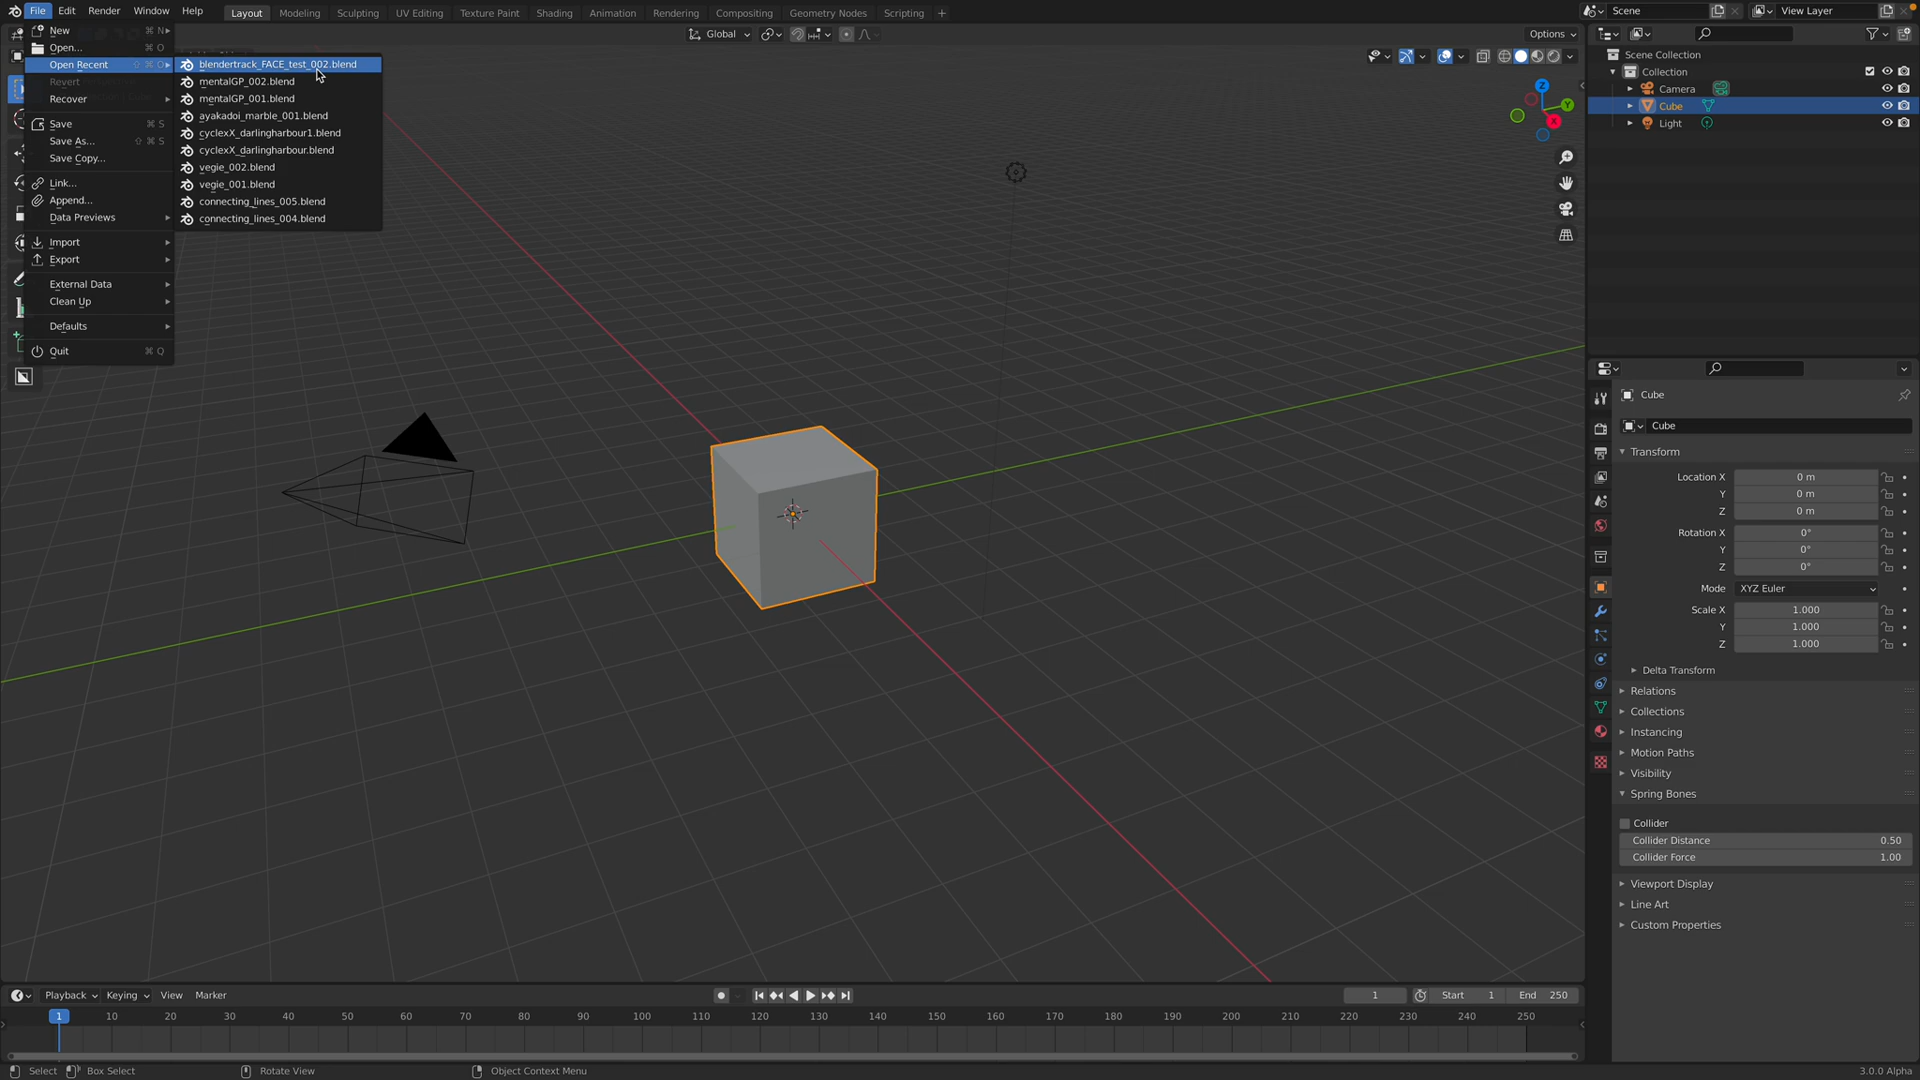 File Edit Render Window Help
Layout Modeling Sculpting UV Editing Texture Paint Shading Animation Rendering Compositing Geometry Nodes Scripting +
Scene
View Layer
New ⌘ N
Open... ⌘ O
Open Recent ⇧ ⌘ O
Revert
Recover
Save ⌘ S
Save As... ⇧ ⌘ S
Save Copy...
Link...
Append...
Data Previews
Import
Export
External Data
Clean Up
Defaults
Quit ⌘ Q
blendertrack_FACE_test_002.blend
mentalGP_002.blend
mentalGP_001.blend
ayakadoi_marble_001.blend
cyclexX_darlingharbour1.blend
cyclexX_darlingharbour.blend
vegie_002.blend
vegie_001.blend
connecting_lines_005.blend
connecting_lines_004.blend
Global
Options
Z
Y
X
Scene Collection
Collection
Camera
Cube
Light
Cube
Cube
Transform
Location X 0 m
Y 0 m
Z 0 m
Rotation X 0°
Y 0°
Z 0°
Mode XYZ Euler
Scale X 1.000
Y 1.000
Z 1.000
Delta Transform
Relations
Collections
Instancing
Motion Paths
Visibility
Spring Bones
Collider
Collider Distance 0.50
Collider Force 1.00
Viewport Display
Line Art
Custom Properties
Playback Keying View Marker
1 Start 1 End 250
1 10 20 30 40 50 60 70 80 90 100 110 120 130 140 150 160 170 180 190 200 210 220 230 240 250
Select Box Select Rotate View Object Context Menu
3.0.0 Alpha